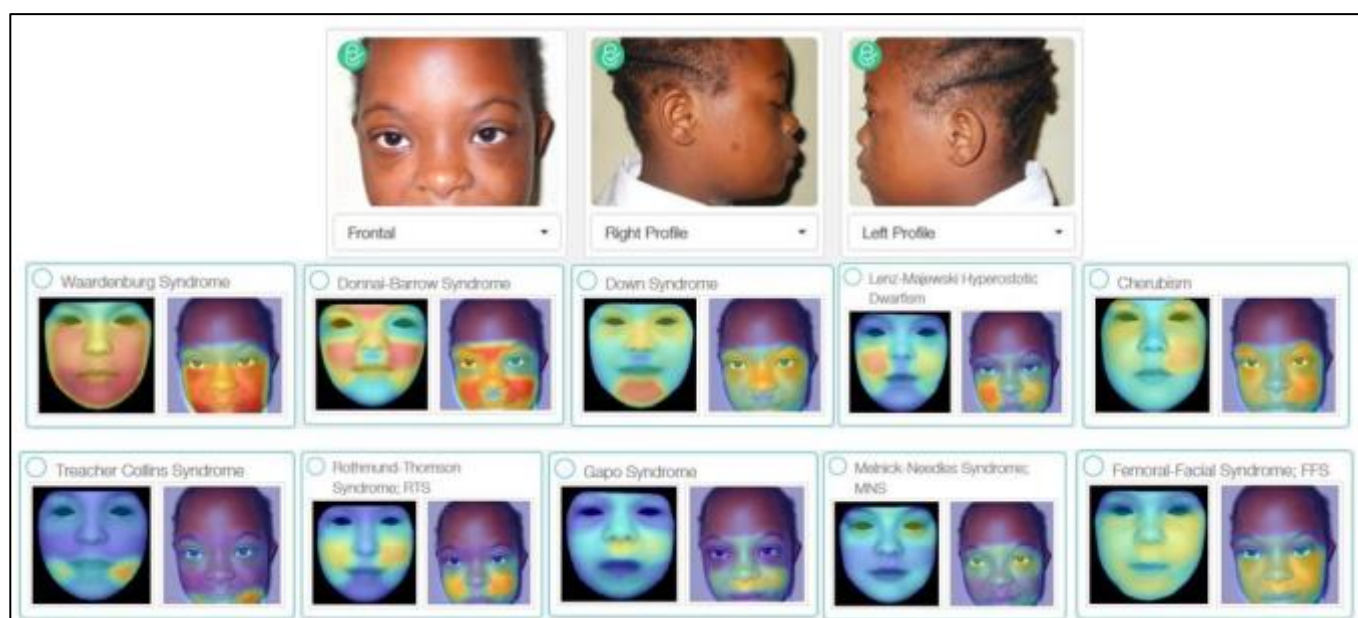 Frontal
Right Profile
Left Profile
Waardenburg Syndrome
Donnai-Barrow Syndrome
Down Syndrome
Lenz-Majewski Hyperostotic
Dwarfism
Cherubism
Treacher Collins Syndrome
Rothmund-Thomson
Syndrome; RTS
Gapo Syndrome
Melnick-Needles Syndrome;
MNS
Femoral-Facial Syndrome; FFS